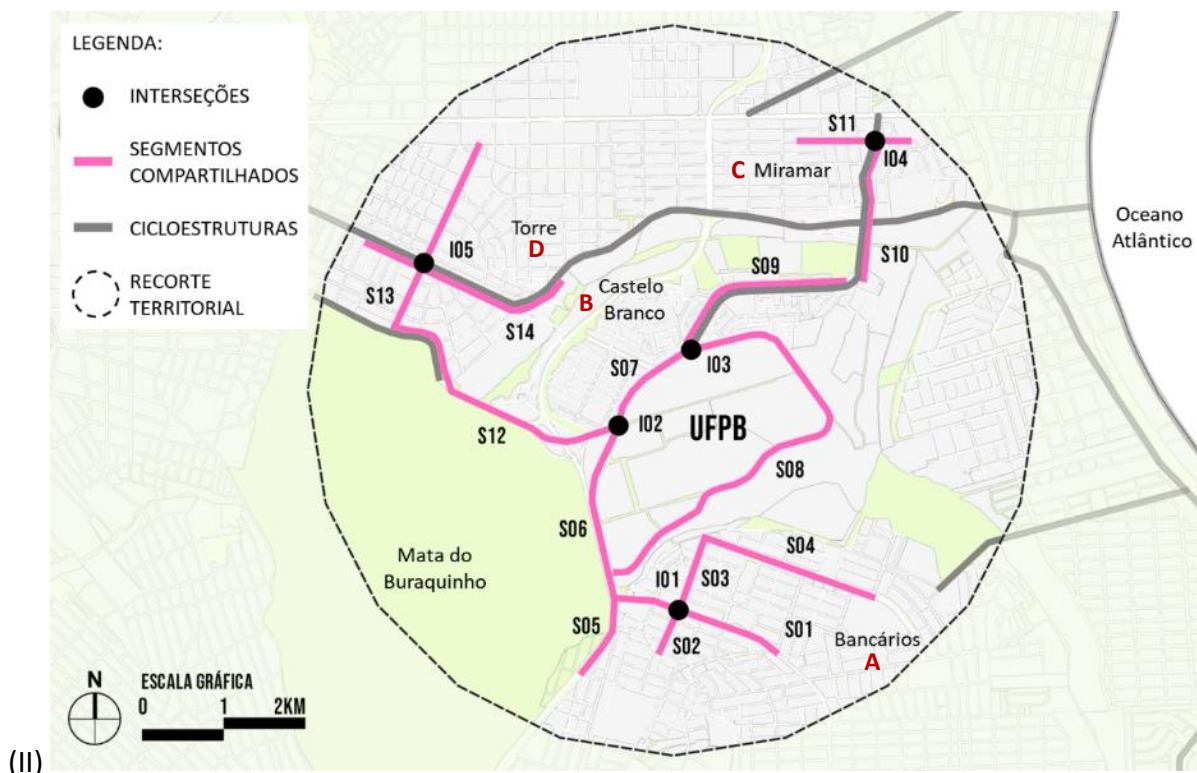 LEGENDA:
INTERSEÇÕES
SEGMENTOS
COMPARTILHADOS
CICLOESTRUTURAS
RECORTE
TERRITORIAL
S11
I04
C Miramar
Oceano
Atlântico
Torre
D
I05
S10
S09
Castelo
Branco
B
S13
S14
S07
I03
I02
UFPB
S12
S08
S06
Mata do
Buraquinho
S04
I01
S03
S05
S02
S01
Bancários
A
N
ESCALA GRÁFICA
0 1 2KM
(II)